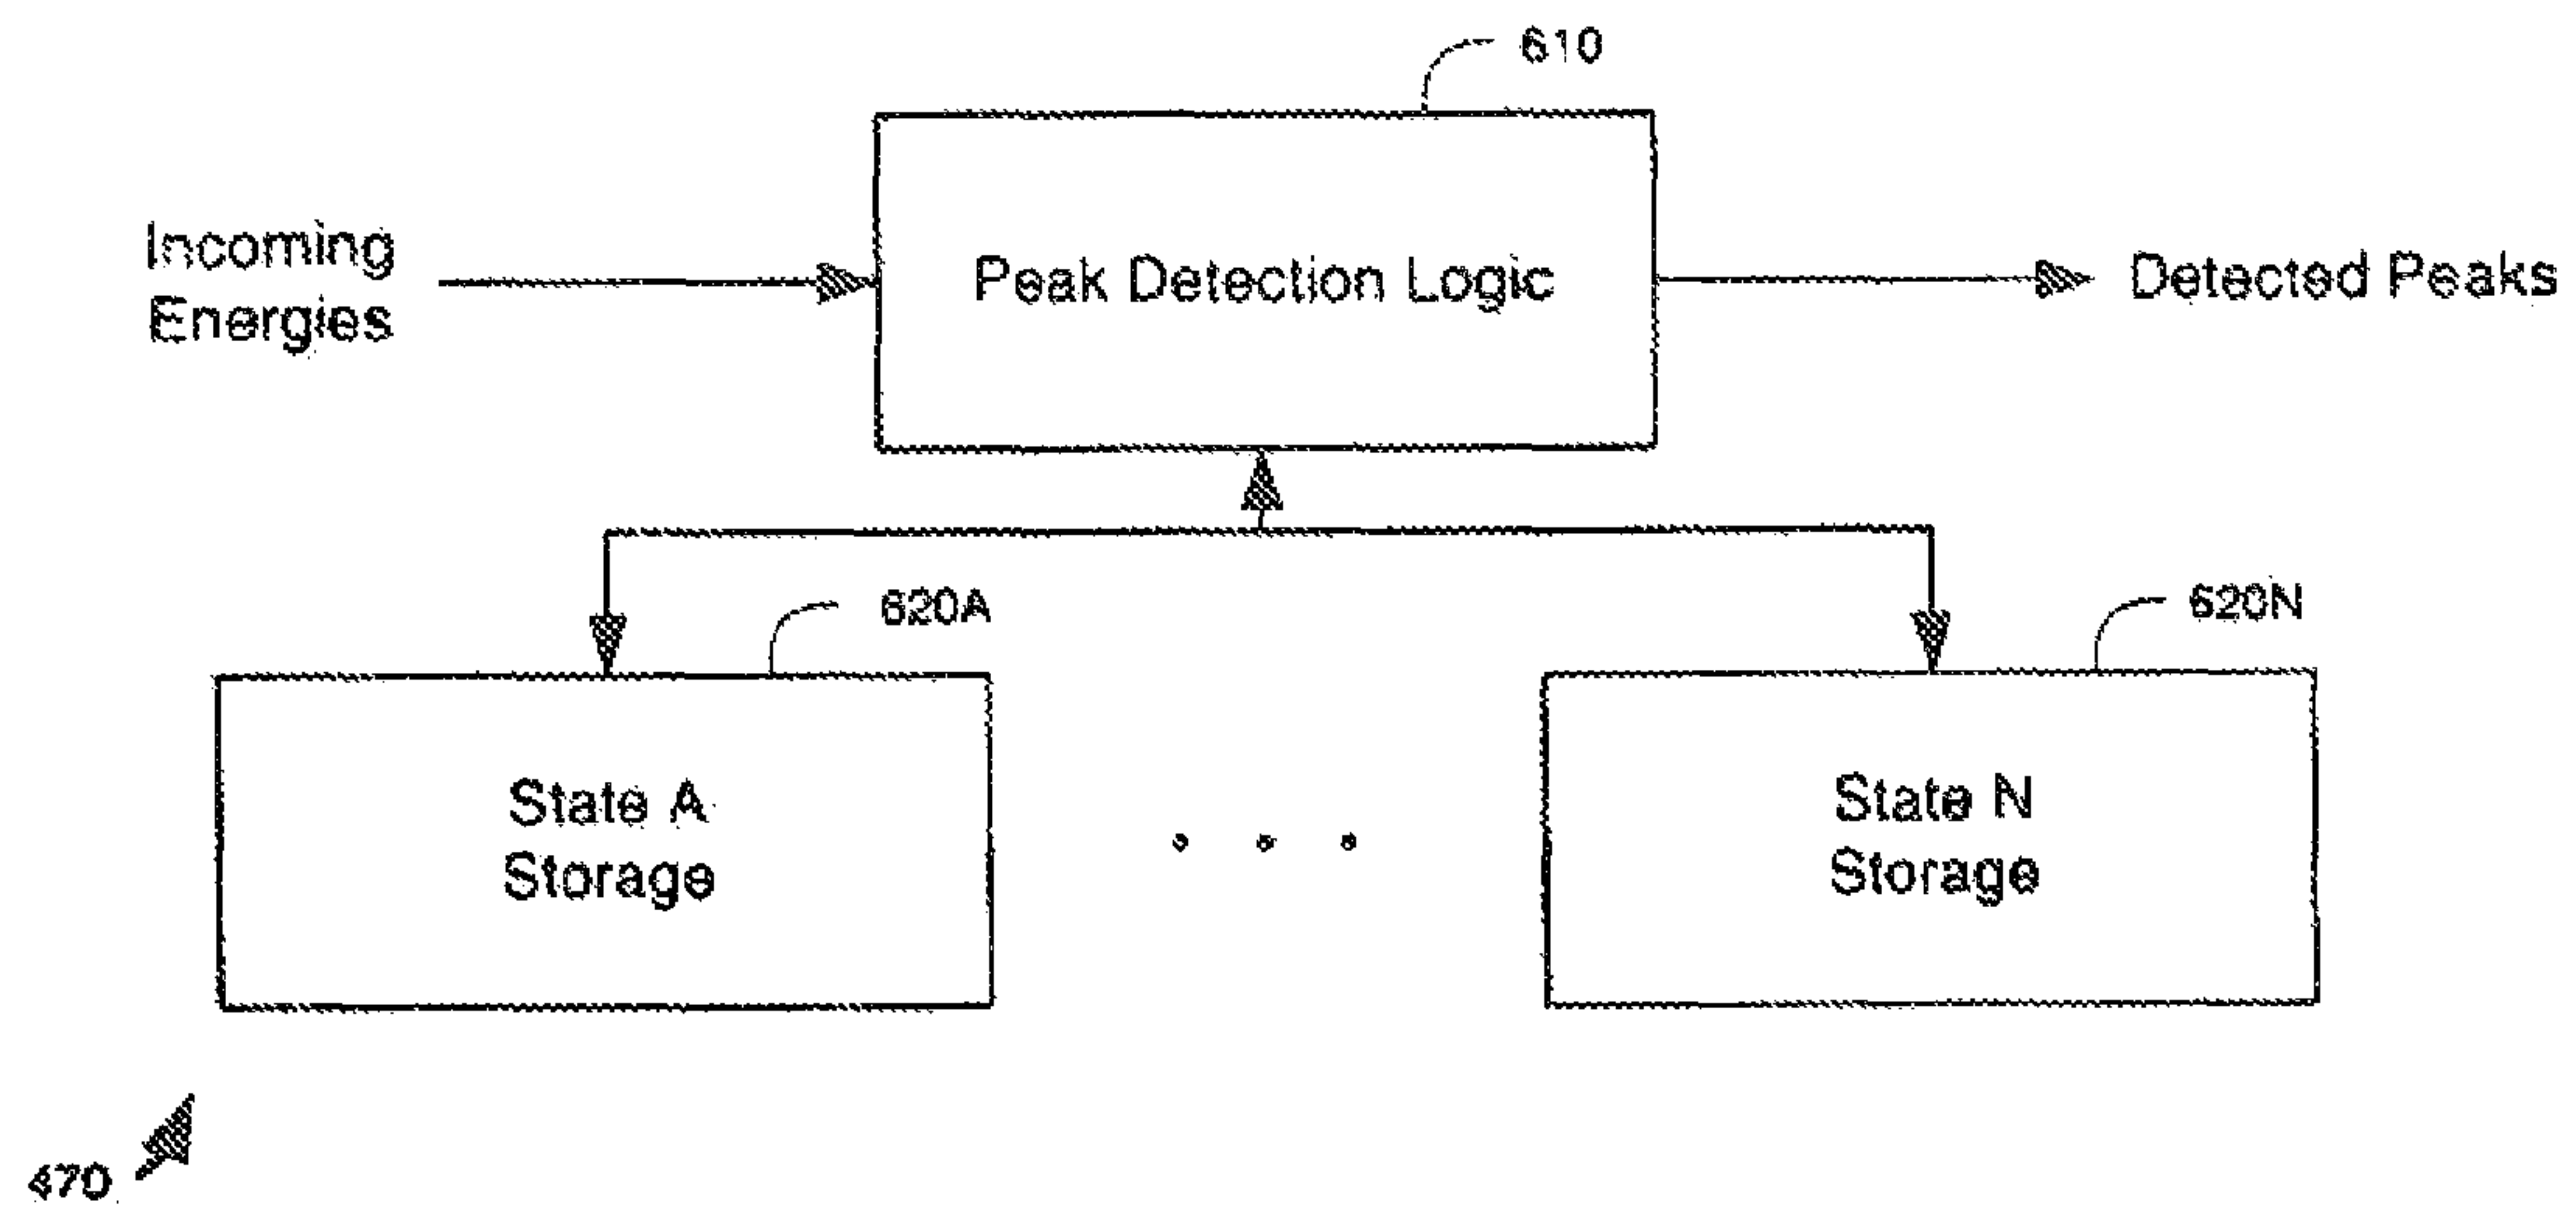 610
Incoming
Energies
Peak Detection Logic
Detected Peaks
620A
620N
State A
Storage
State N
Storage
470